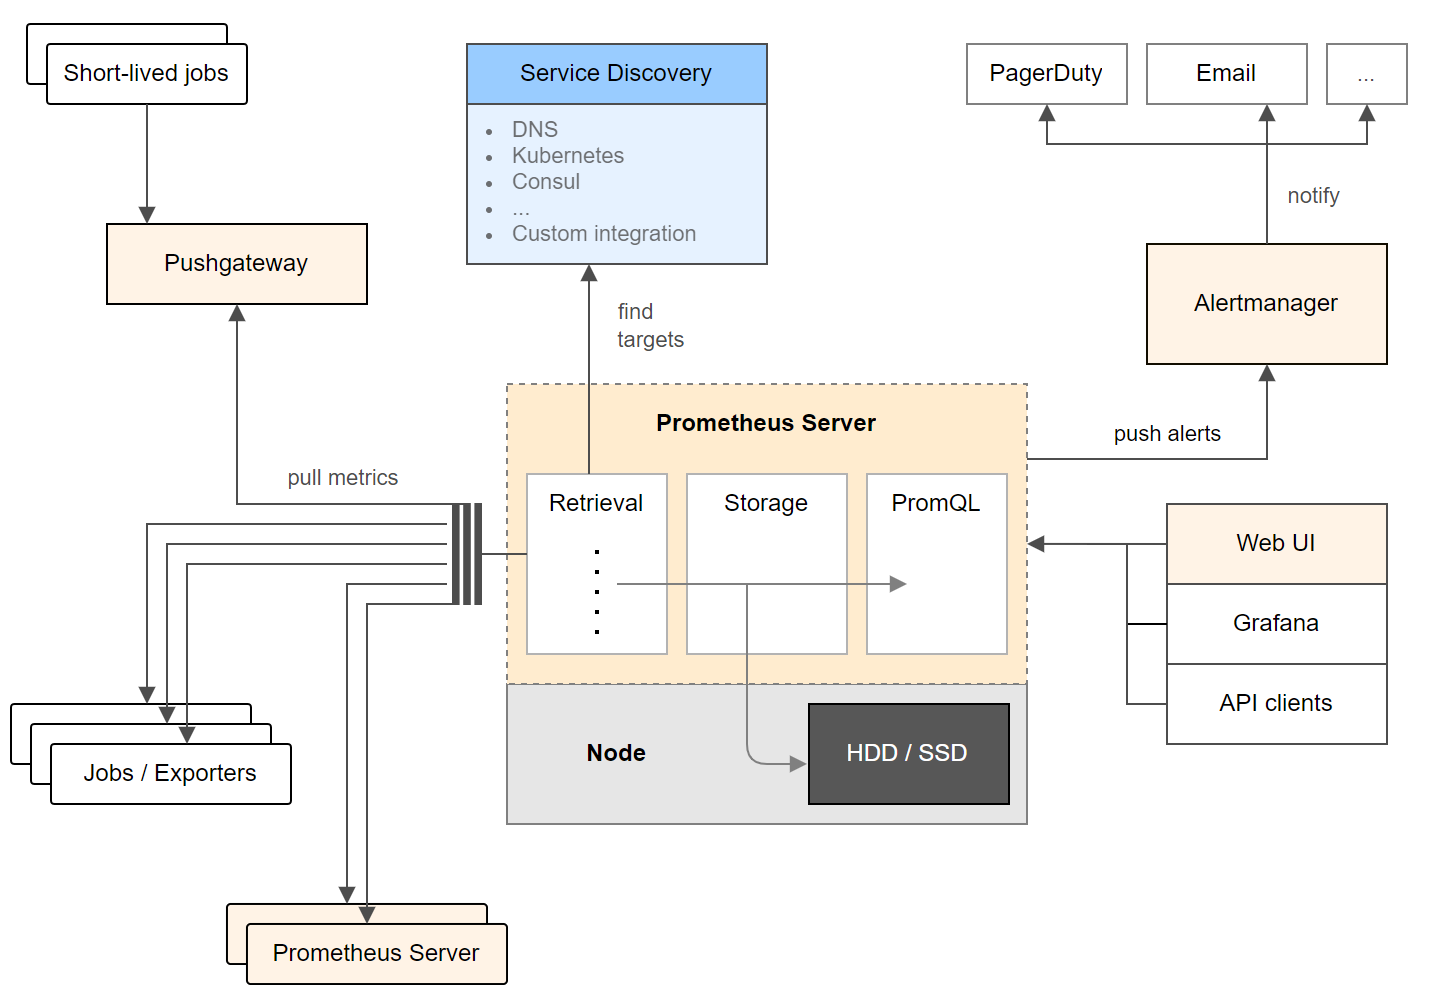 Short-lived jobs
Service Discovery
DNS
Kubernetes
Consul
...
Custom integration
PagerDuty
Email
...
notify
Pushgateway
find
targets
Alertmanager
Prometheus Server
push alerts
pull metrics
Retrieval
Storage
PromQL
Web UI
Grafana
API clients
Node
HDD / SSD
Jobs / Exporters
Prometheus Server